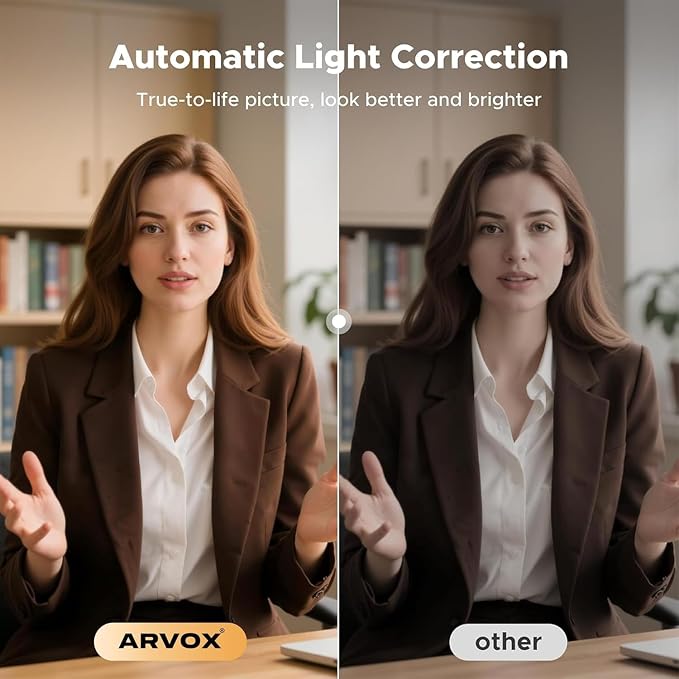 Automatic Light Correction
True-to-life picture, look better and brighter
ARVOX®
other